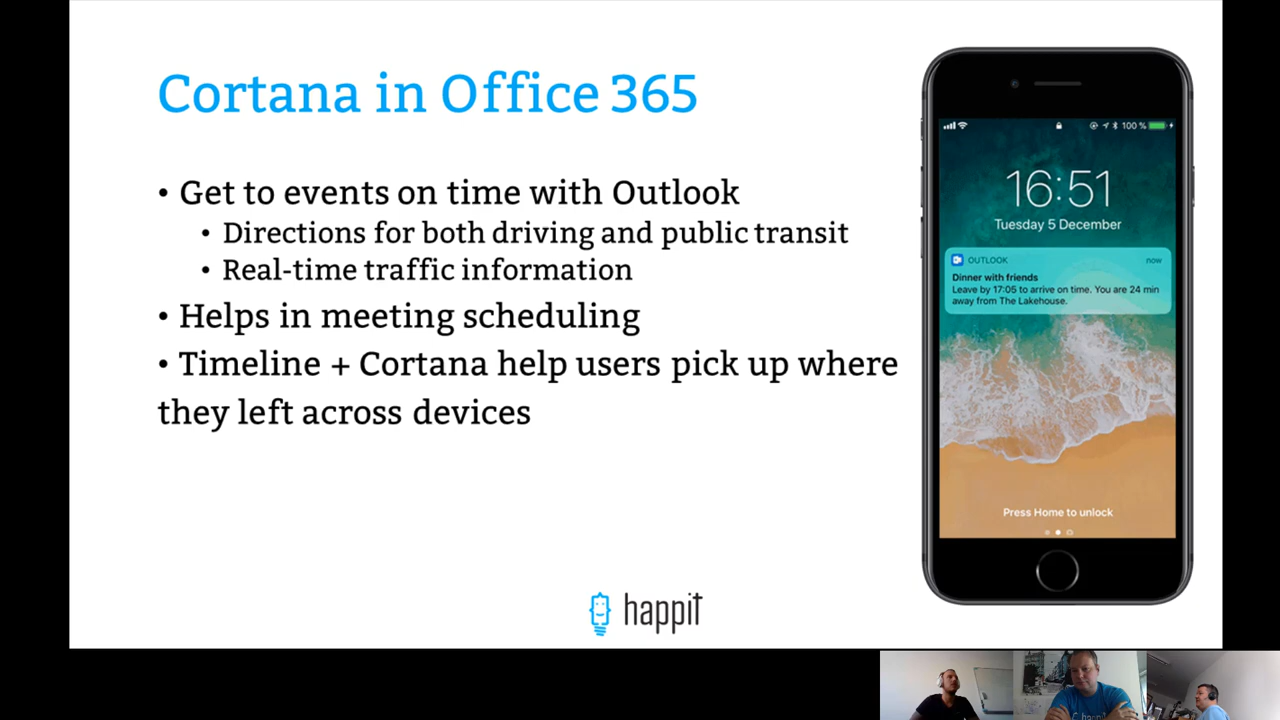 Cortana in Office 365
• Get to events on time with Outlook
• Directions for both driving and public transit
• Real-time traffic information
• Helps in meeting scheduling
• Timeline + Cortana help users pick up where
they left across devices
100 %
16:51
Tuesday 5 December
OUTLOOK now
Dinner with friends
Leave by 17:05 to arrive on time. You are 24 min
away from The Lakehouse.
Press Home to unlock
happit
happit